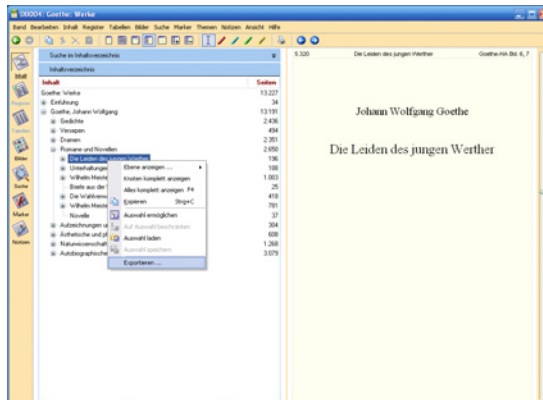 DB004: Goethe: Werke
Band Bearbeiten Inhalt Register Tabellen Bilder Suche Marker Themen Notizen Ansicht Hilfe
Suche in Inhaltsverzeichnis
Inhaltsverzeichnis
Inhalt Seiten
Goethe: Werke 13.227
Einführung 34
Goethe, Johann Wolfgang 13.191
Gedichte 2.436
Versepen 494
Dramen 2.351
Romane und Novellen 2.650
Die Leiden des jungen Werther 196
Unterhaltungen 188
Wilhelm Meiste 1.003
Briefe aus der 25
Die Wahlverwa 418
Wilhelm Meiste 781
Novelle 37
Aufzeichnungen u 304
Ästhetische und pl 608
Naturwissenschaft 1.268
Autobiographische 3.079
Ebene anzeigen ...
Knoten komplett anzeigen
Alles komplett anzeigen F4
Kopieren Strg+C
Auswahl ermöglichen
Auf Auswahl beschränken
Auswahl laden
Auswahl speichern
Exportieren ...
Inhalt
Register
Tabellen
Bilder
Suche
Marker
Notizen
5.320 Die Leiden des jungen Werther Goethe-HA Bd. 6, 7
Johann Wolfgang Goethe
Die Leiden des jungen Werther